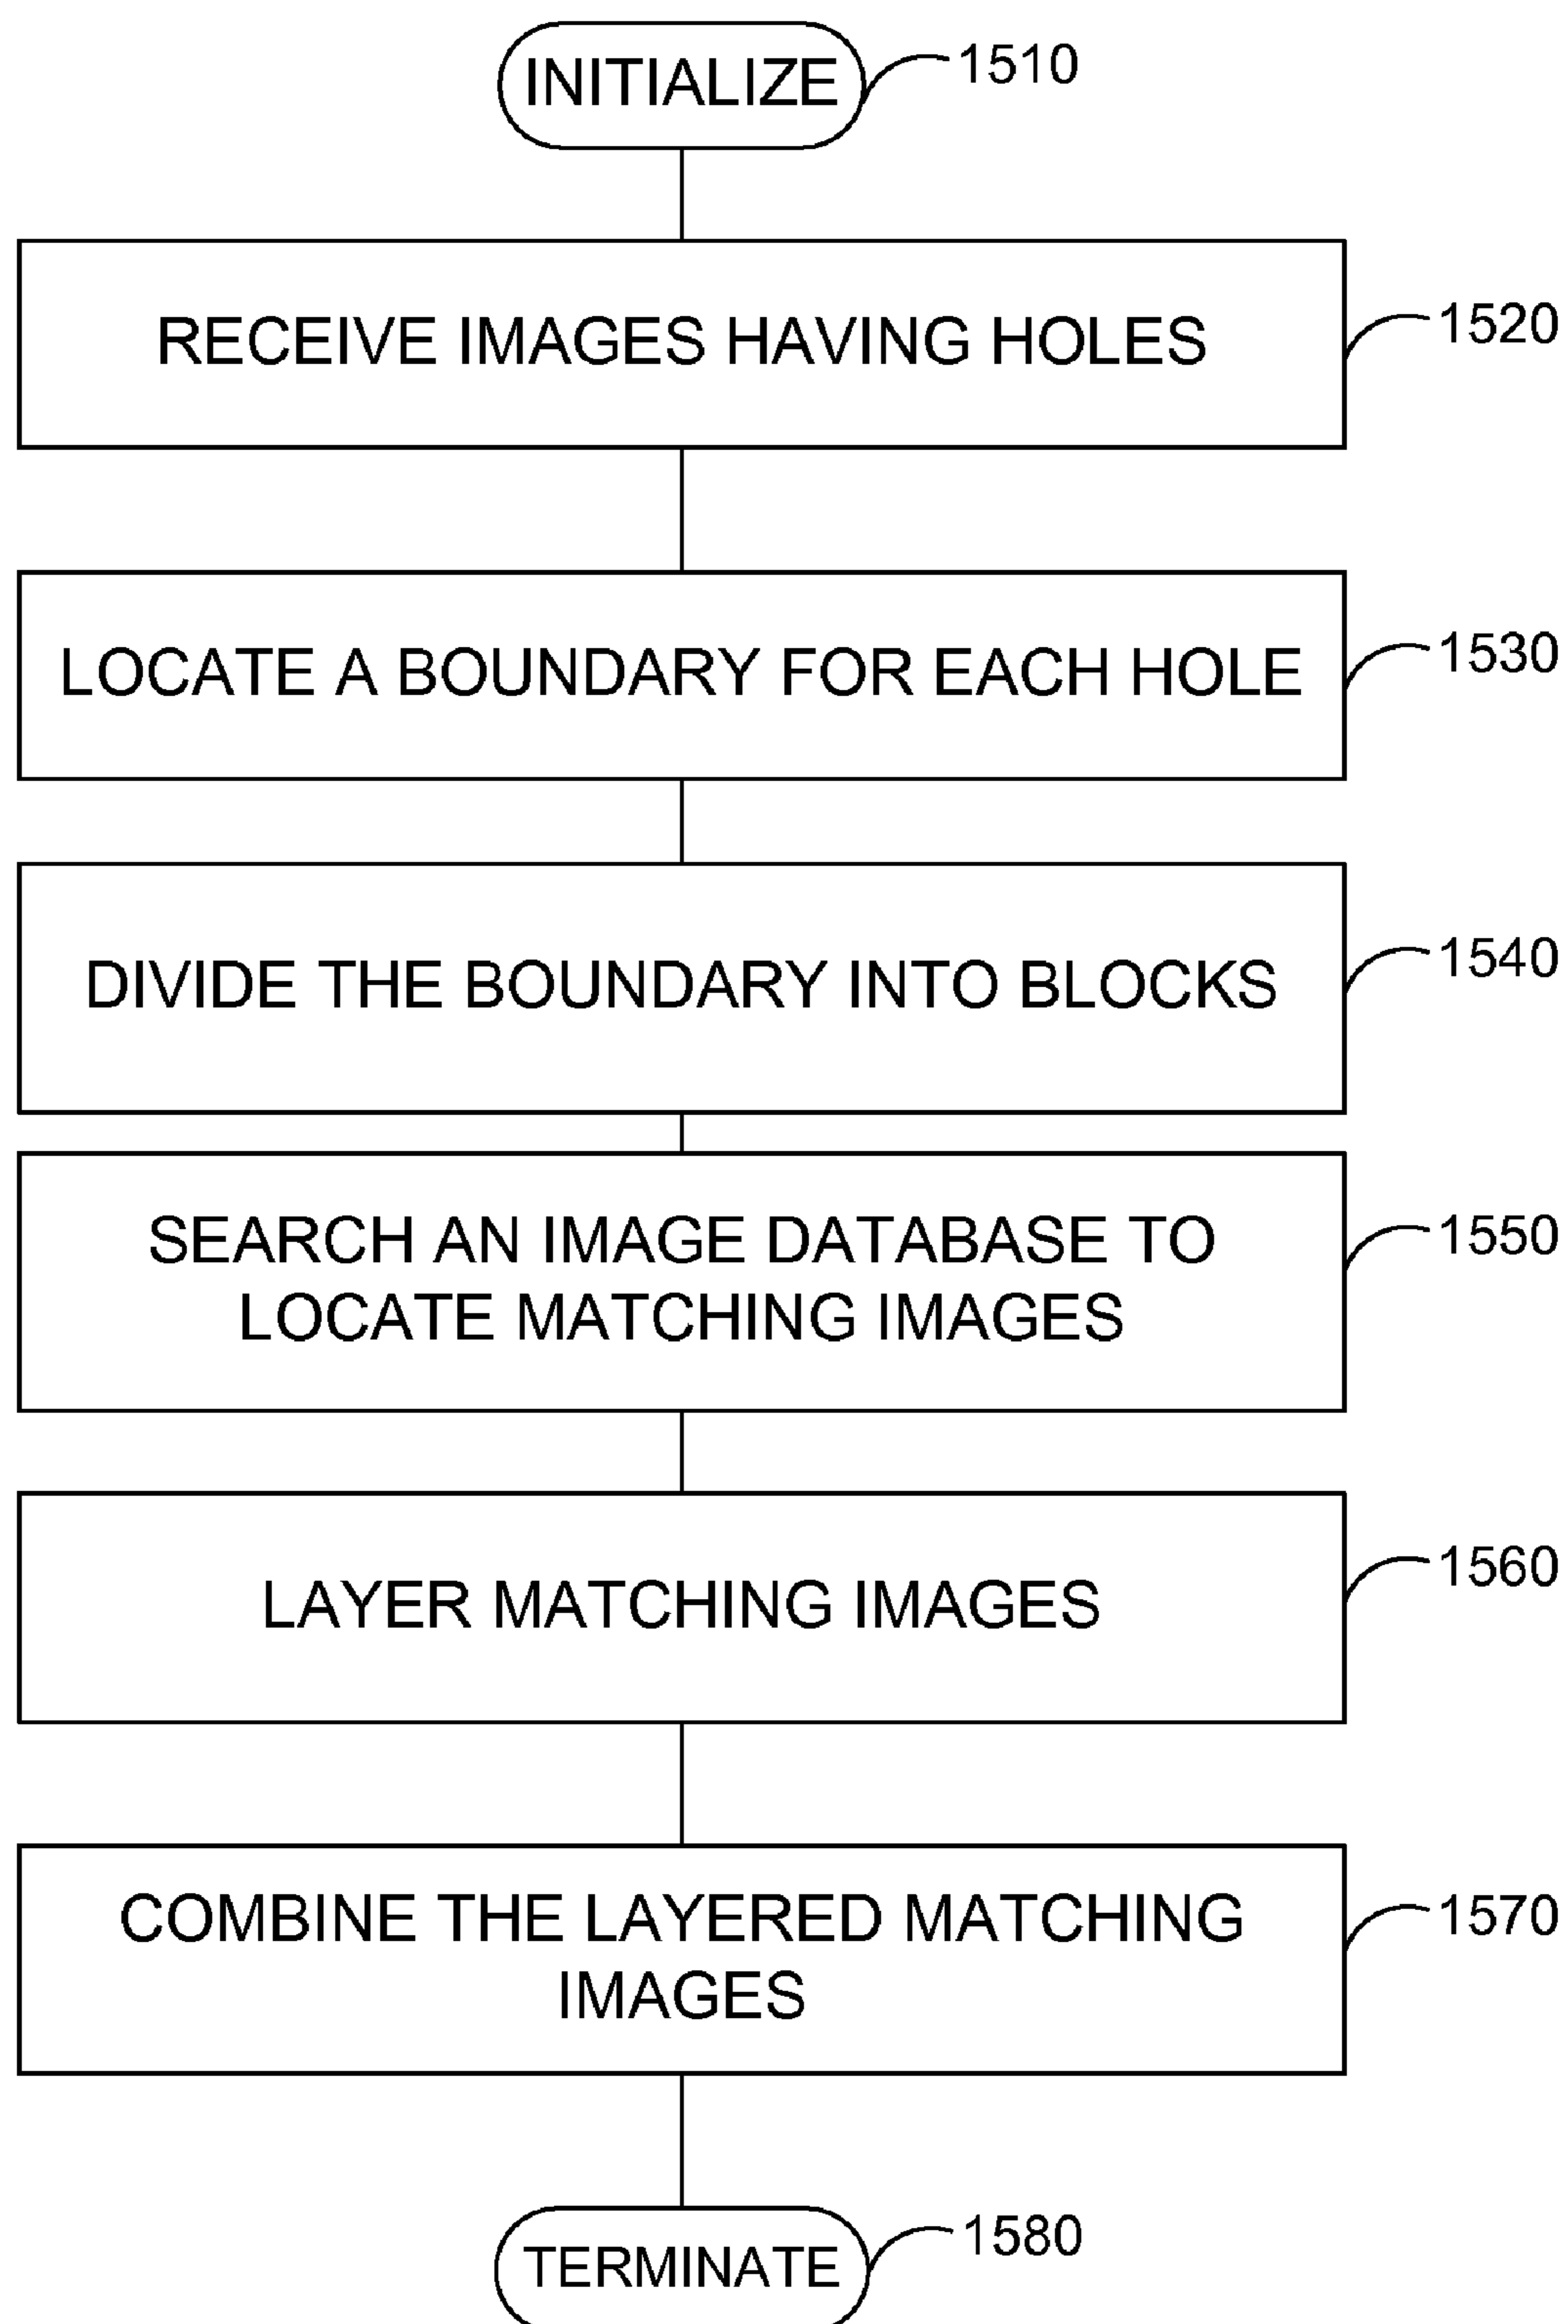 INITIALIZE
1510
RECEIVE IMAGES HAVING HOLES
1520
LOCATE A BOUNDARY FOR EACH HOLE
1530
DIVIDE THE BOUNDARY INTO BLOCKS
1540
SEARCH AN IMAGE DATABASE TO
LOCATE MATCHING IMAGES
1550
LAYER MATCHING IMAGES
1560
COMBINE THE LAYERED MATCHING
IMAGES
1570
TERMINATE
1580